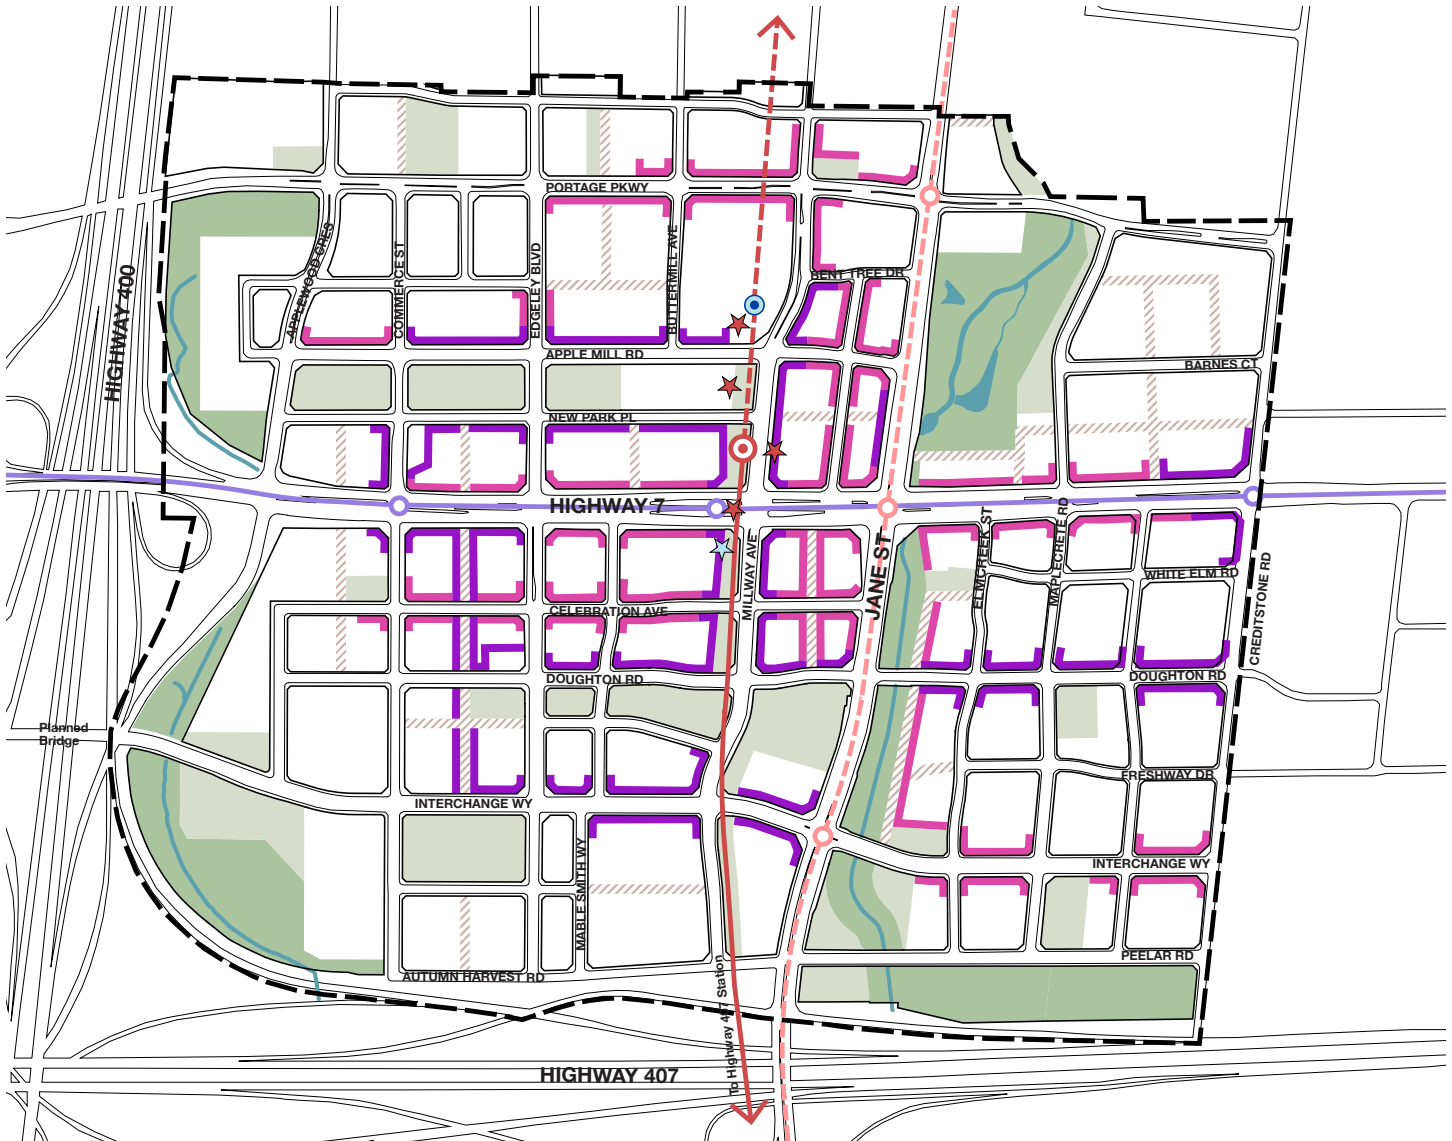 PORTAGE PKWY
APPLEWOOD CRES
COMMERCE ST
EDGELEY BLVD
BUTTERMILL AVE
BENT TREE DR
HIGHWAY 400
APPLE MILL RD
BARNES CT
NEW PARK PL
HIGHWAY 7
MILLWAY AVE
JANE ST
ELMCREEK ST
MAPLECRETE RD
WHITE ELM RD
CREDITSTONE RD
CELEBRATION AVE
DOUGHTON RD
DOUGHTON RD
Planned
Bridge
FRESHWAY DR
INTERCHANGE WY
MABLE SMITH WY
INTERCHANGE WY
PEELAR RD
AUTUMN HARVEST RD
To Highway 407 Station
HIGHWAY 407